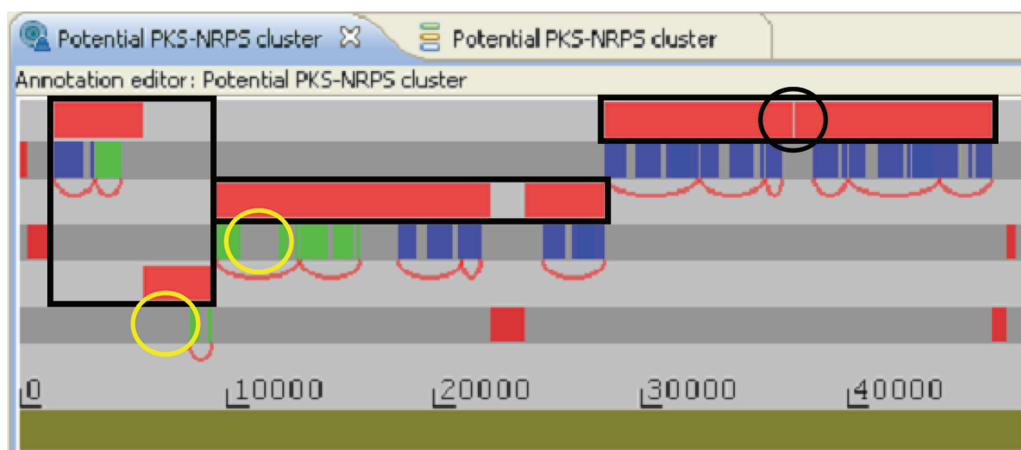 Potential PKS-NRPS cluster Potential PKS-NRPS cluster
Annotation editor: Potential PKS-NRPS cluster
0 10000 20000 30000 40000